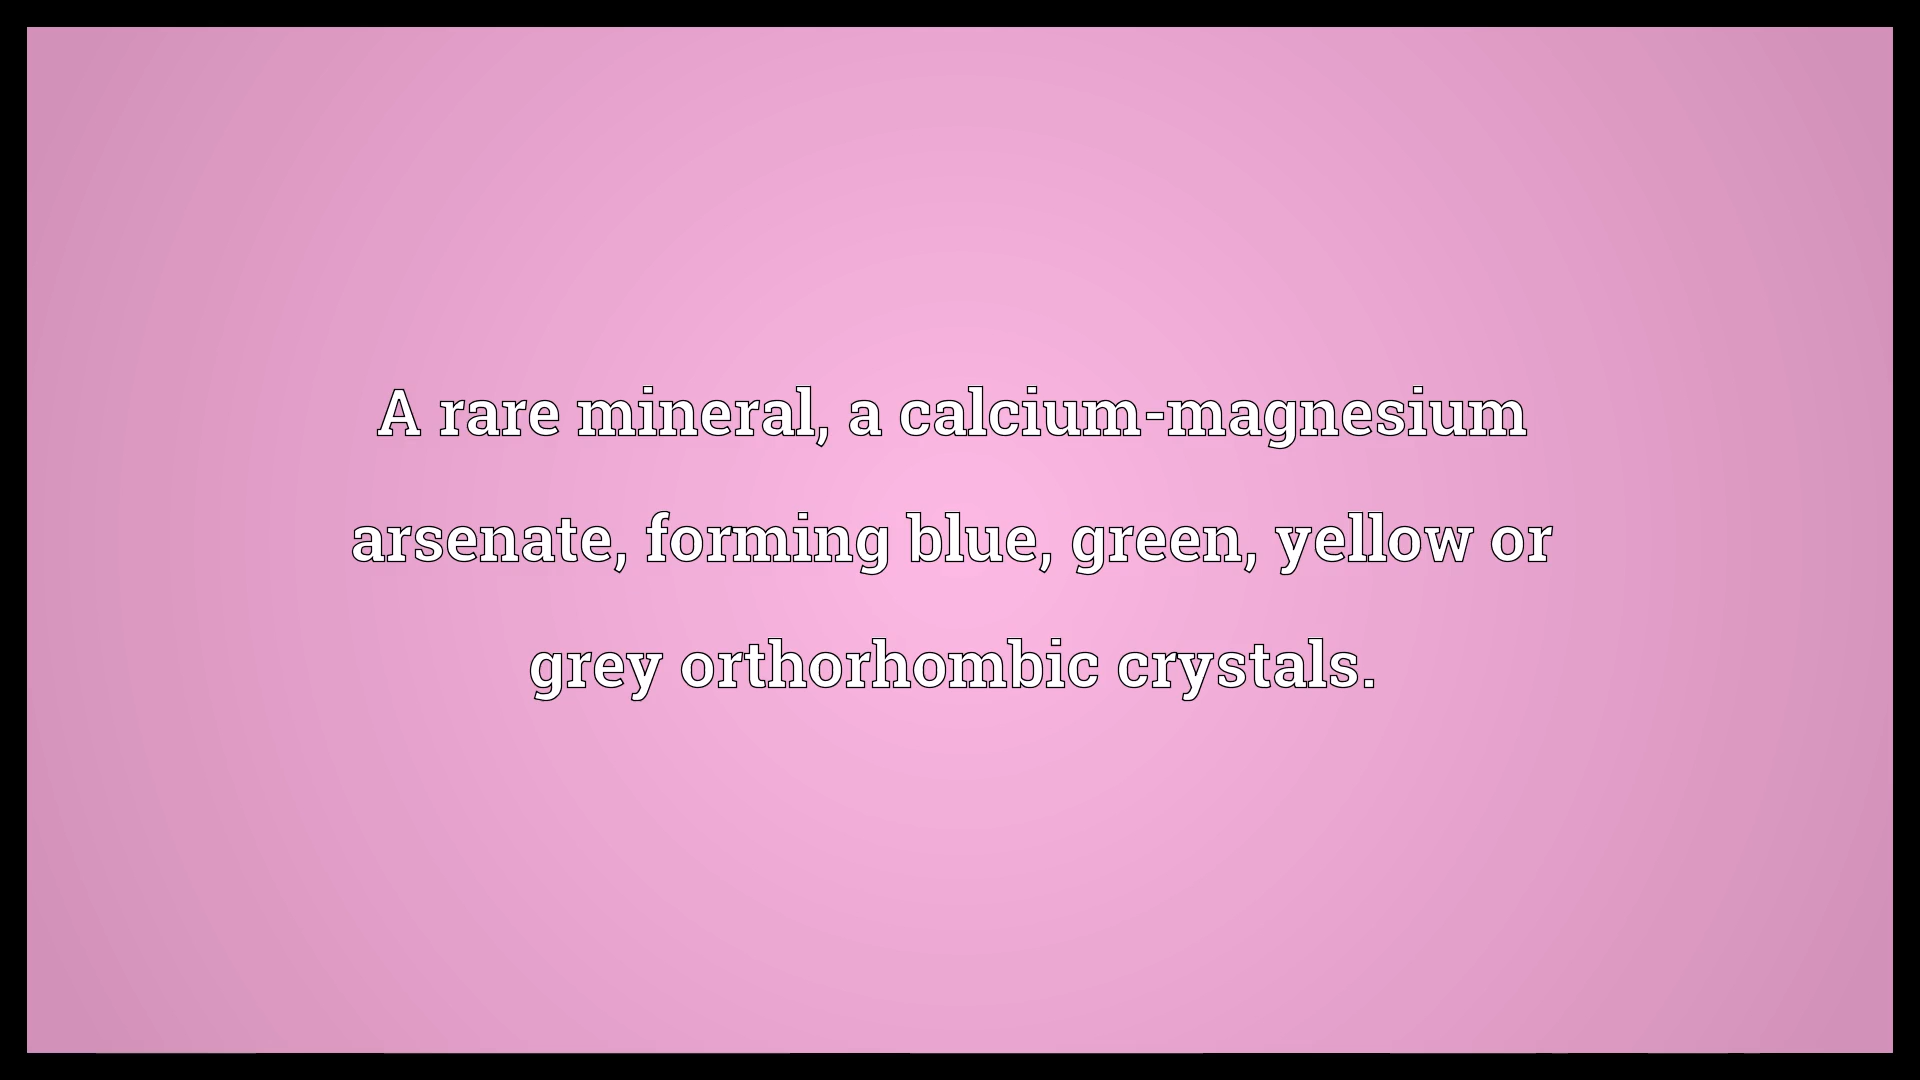 A rare mineral, a calcium-magnesium
arsenate, forming blue, green, yellow or
grey orthorhombic crystals.